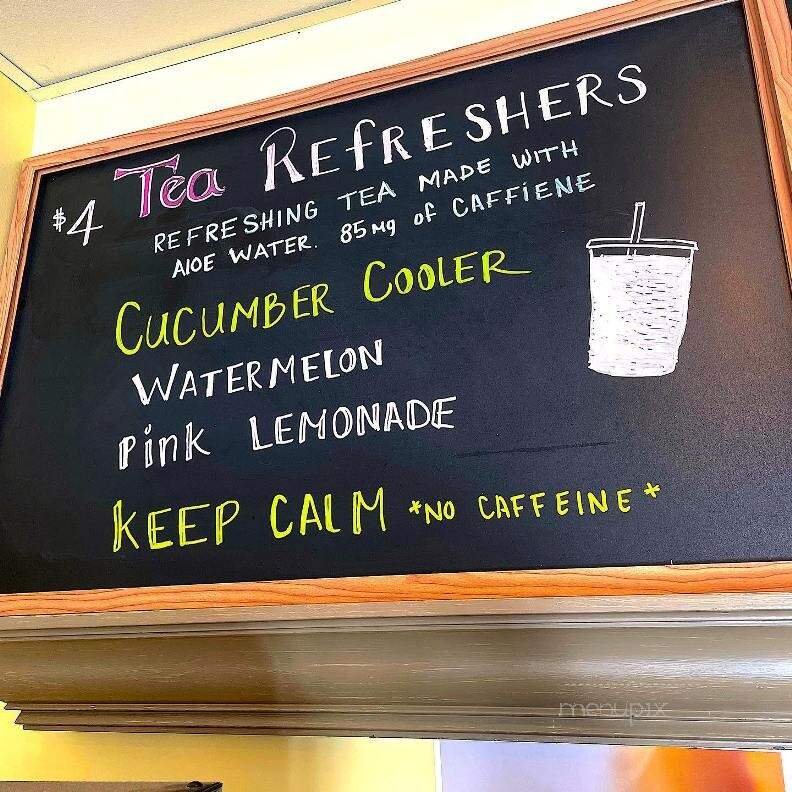 $4 Tea REfRESHERS
REFRESHING TEA MADE WITH
AlOE WATER. 85Mg of CAFFiENE
CUCUMBER COOLER
WATERMELON
Pink LEMONADE
KEEP CALM *NO CAFFEINE*
menupix